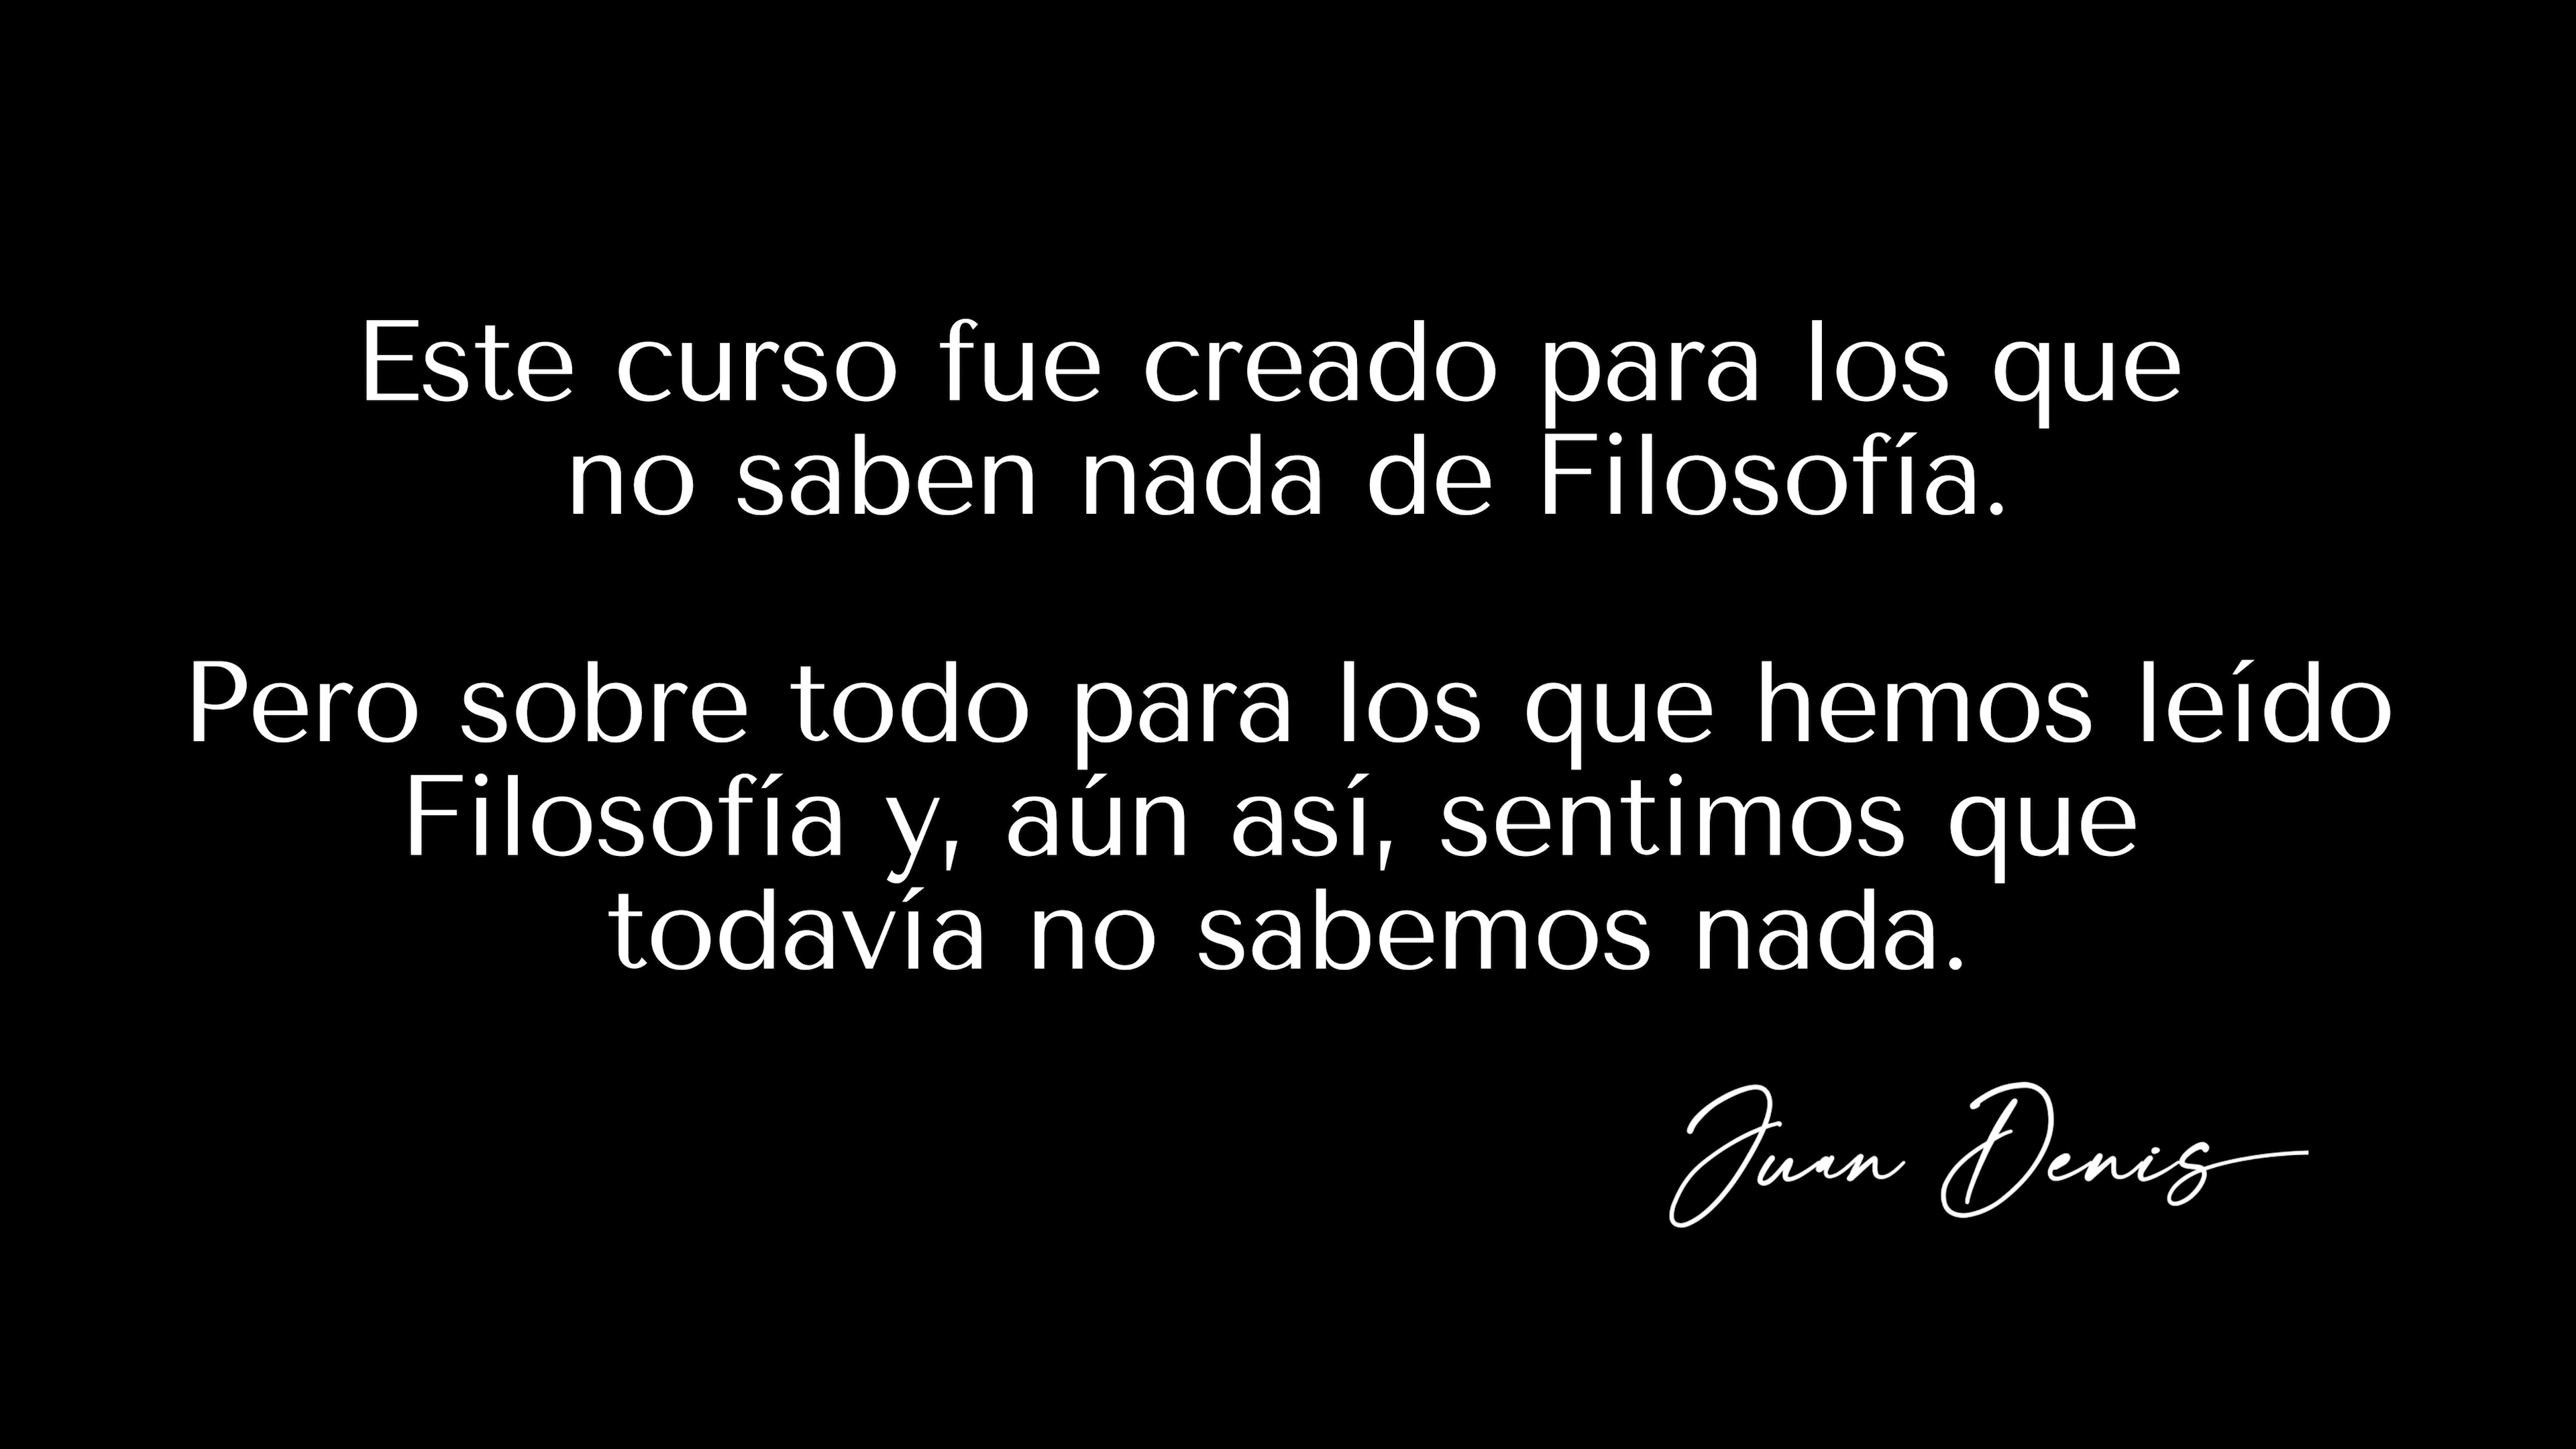 Este curso fue creado para los que
no saben nada de Filosofía.
Pero sobre todo para los que hemos leído
Filosofía y, aún así, sentimos que
todavía no sabemos nada.
Juan Denis